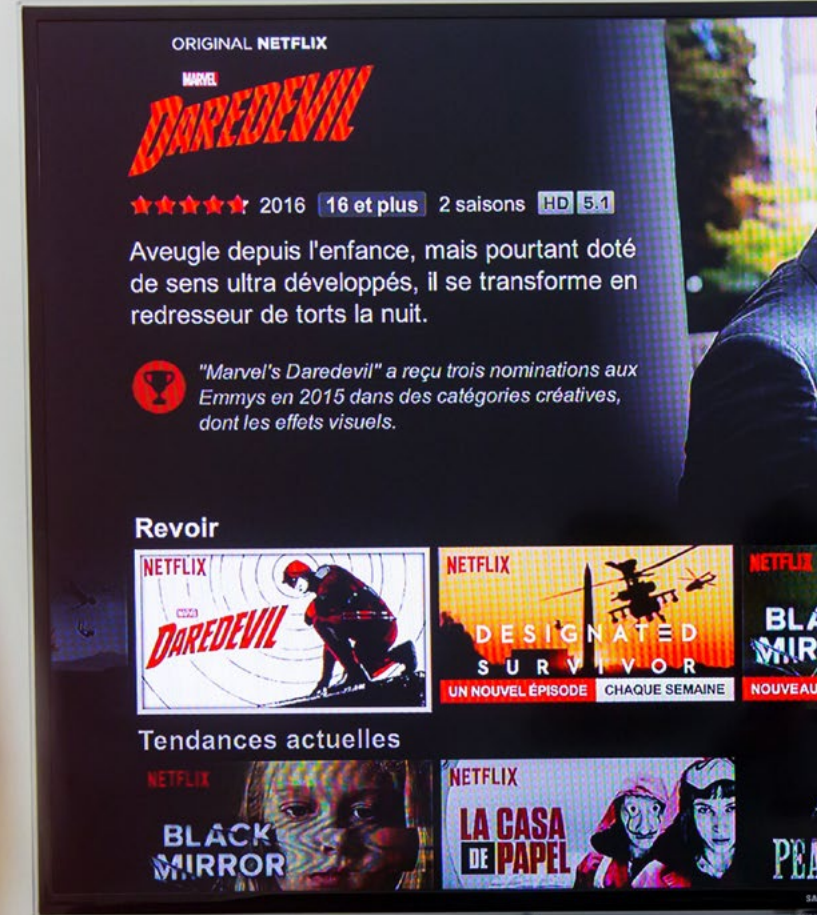 ORIGINAL NETFLIX
MARVEL
DAREDEVIL
2016 16 et plus 2 saisons HD 5.1
Aveugle depuis l'enfance, mais pourtant doté
de sens ultra développés, il se transforme en
redresseur de torts la nuit.
"Marvel's Daredevil" a reçu trois nominations aux
Emmys en 2015 dans des catégories créatives,
dont les effets visuels.
Revoir
NETFLIX
MARVEL
DAREDEVIL
NETFLIX
DESIGNATED
SURVIVOR
UN NOUVEL ÉPISODE CHAQUE SEMAINE
NETFLIX
NOUVEAU
Tendances actuelles
NETFLIX
BLACK
MIRROR
NETFLIX
LA CASA
DE PAPEL